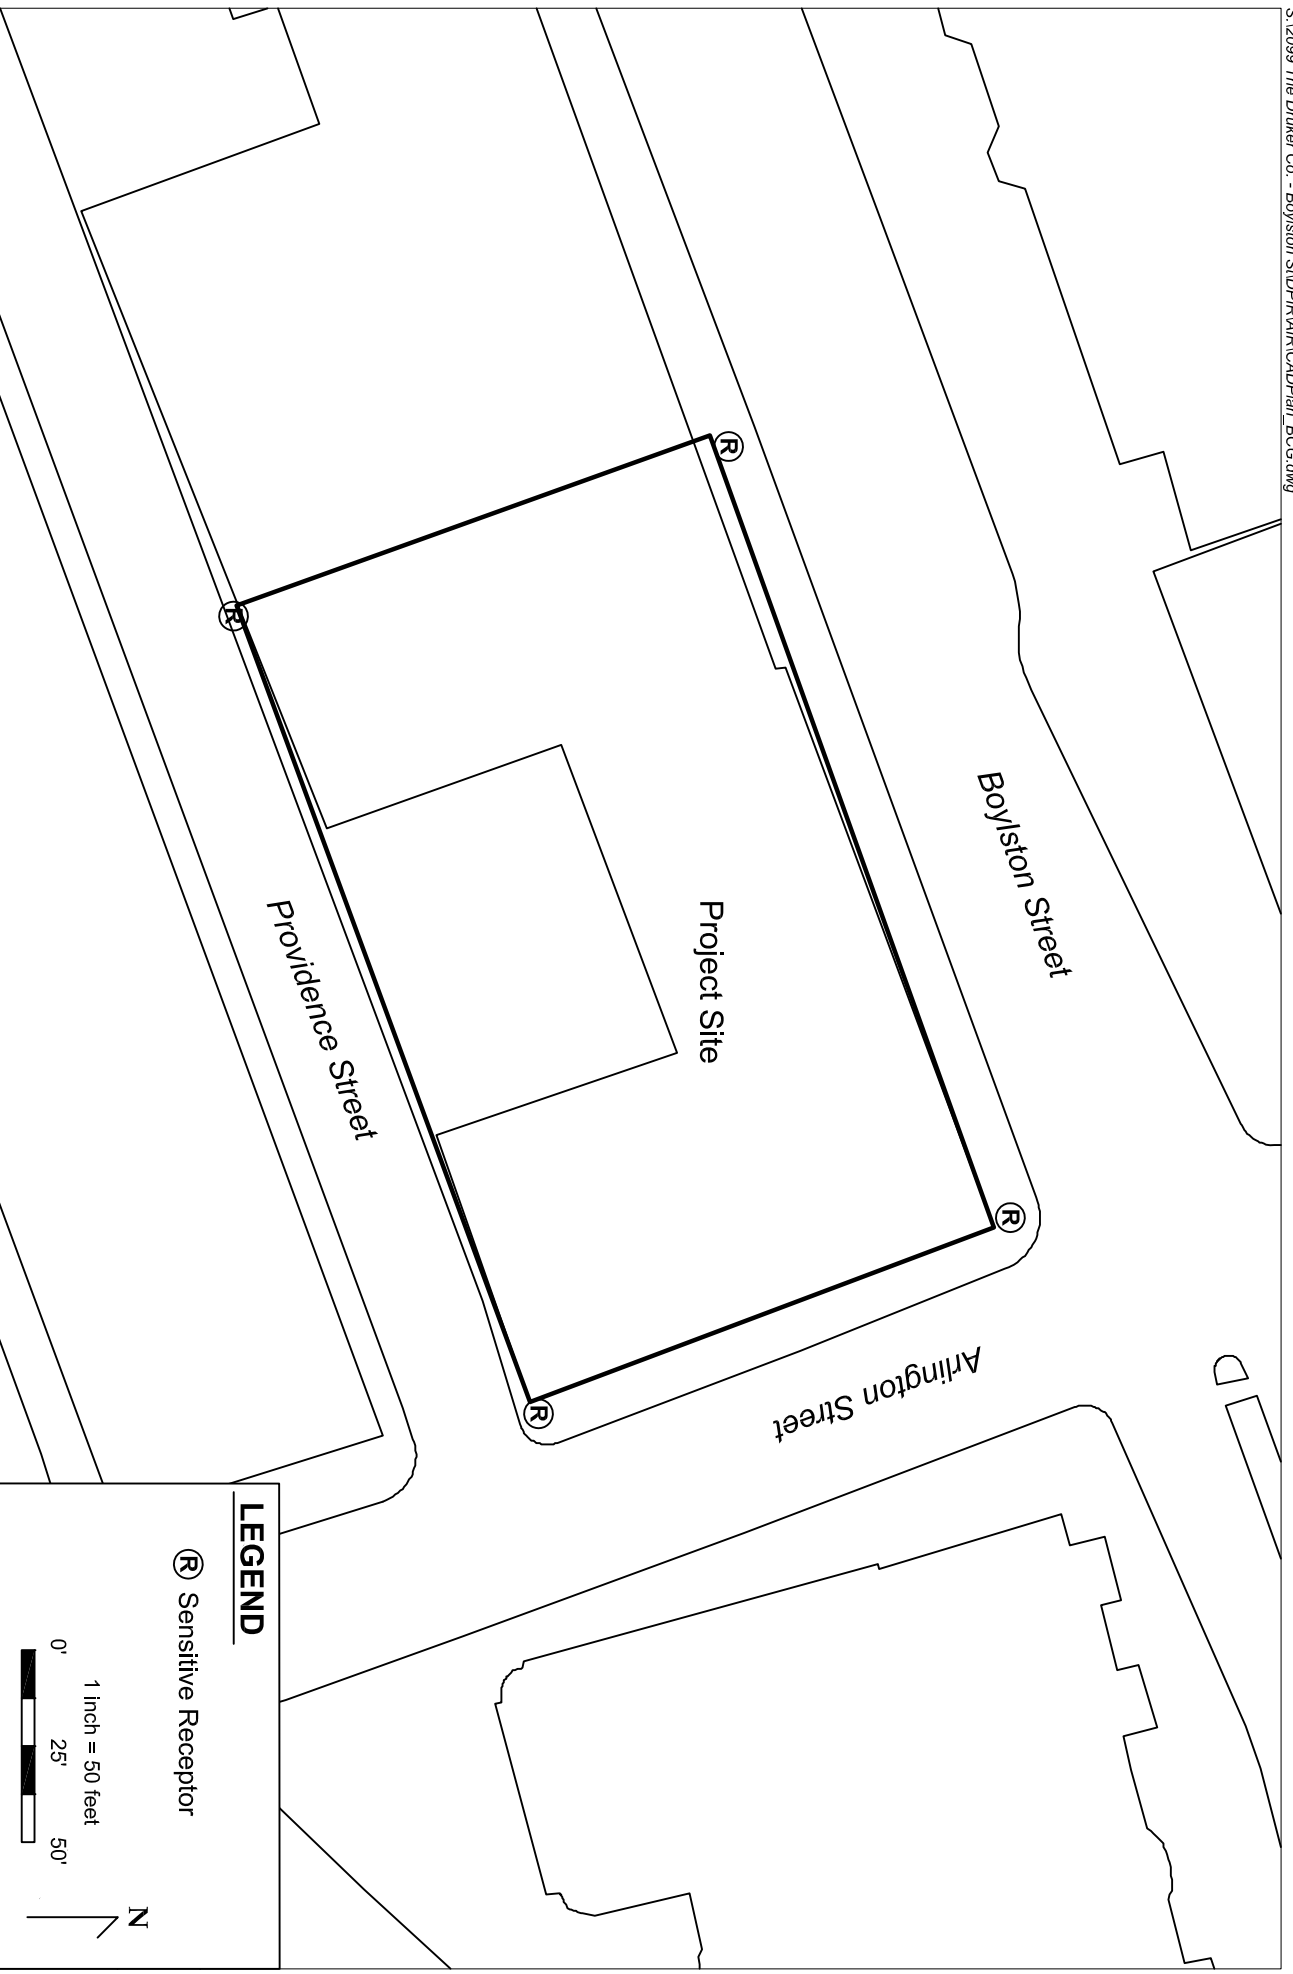 Boylston Street
Project Site
Providence Street
Arlington Street
LEGEND
R Sensitive Receptor
1 inch = 50 feet
0' 25' 50'
N
R
R
R
R